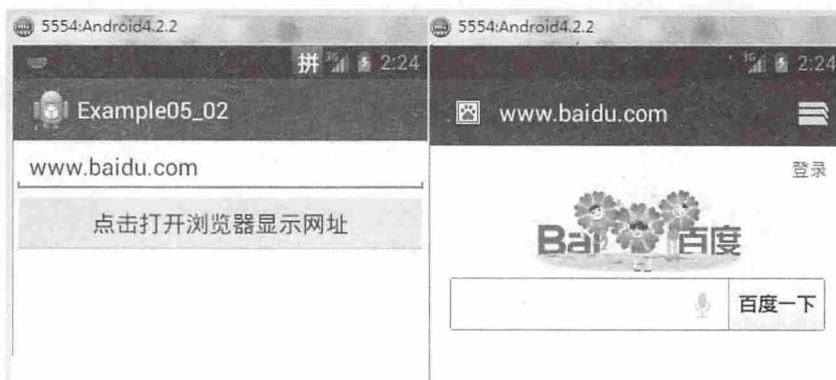 5554:Android4.2.2
拼 3G 2:24
Example05_02
www.baidu.com
点击打开浏览器显示网址
5554:Android4.2.2
3G 2:24
www.baidu.com
登录
Bai 百度
百度一下